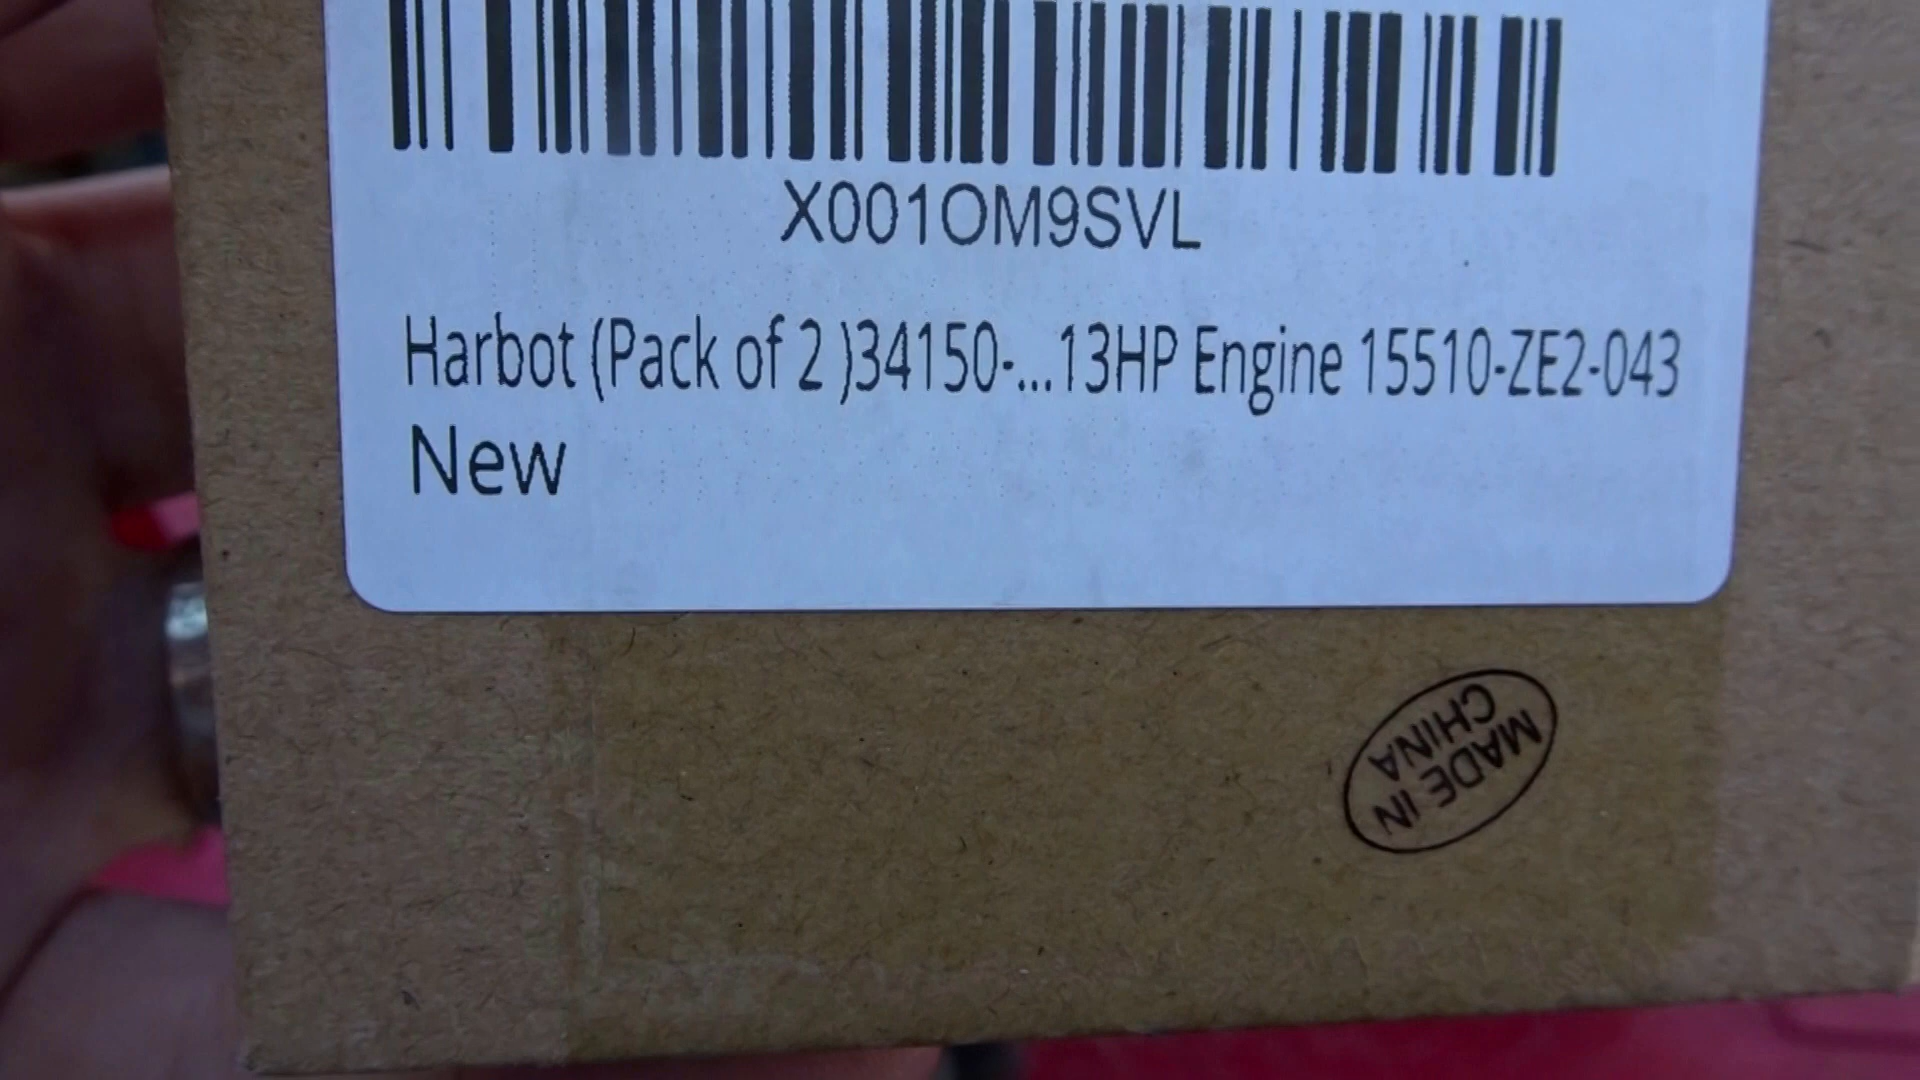 X001OM9SVL
Harbot (Pack of 2 )34150-...13HP Engine 15510-ZE2-043
New
MADE IN
CHINA